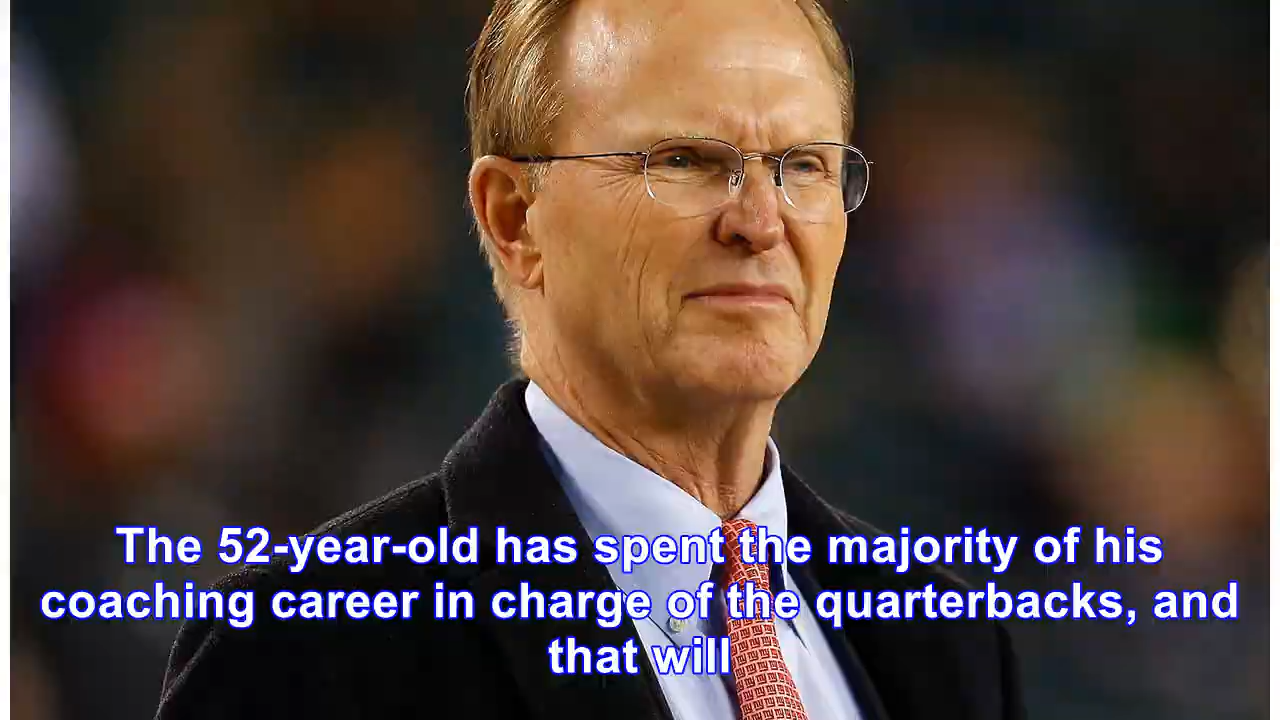 The 52-year-old has spent the majority of his
coaching career in charge of the quarterbacks, and
that will